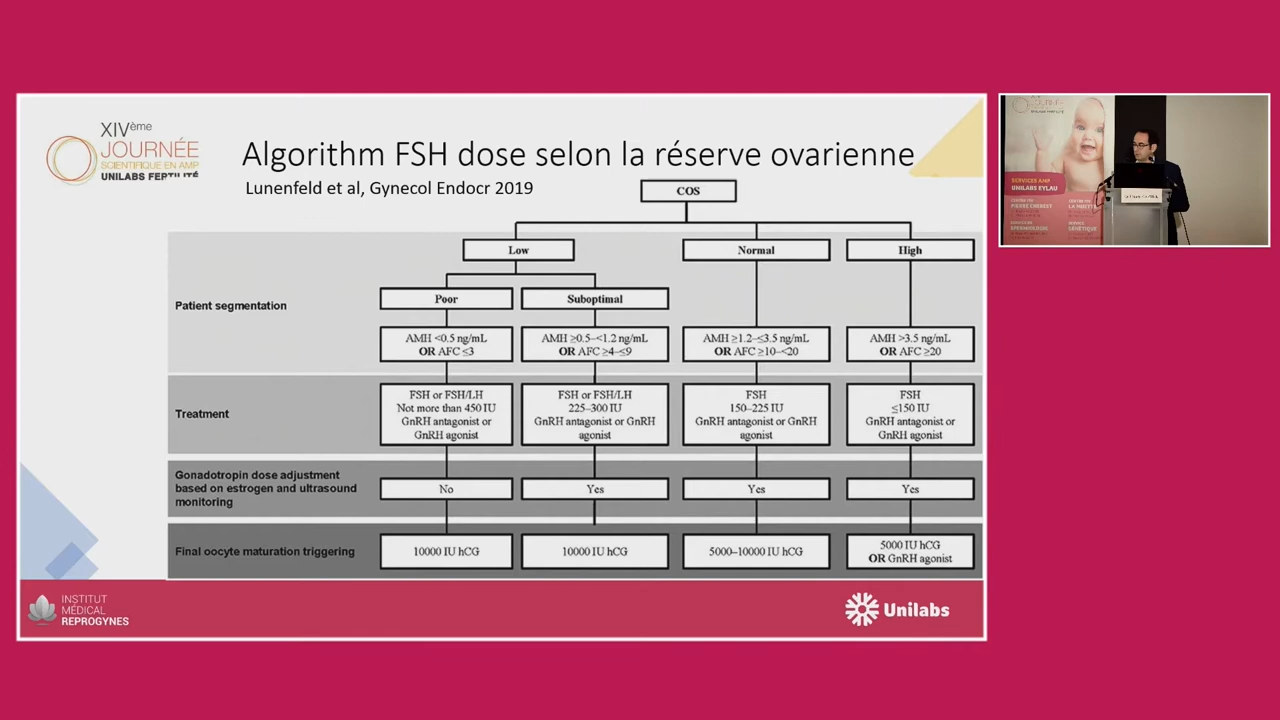 XIVème
JOURNÉE
SCIENTIFIQUE EN AMP
UNILABS FERTILITÉ
Algorithm FSH dose selon la réserve ovarienne
Lunenfeld et al, Gynecol Endocr 2019
COS
Low
Normal
High
Patient segmentation
Poor
Suboptimal
AMH <0.5 ng/mL
OR AFC ≤3
AMH ≥0.5–<1.2 ng/mL
OR AFC ≥4–≤9
AMH ≥1.2–≤3.5 ng/mL
OR AFC ≥10–<20
AMH >3.5 ng/mL
OR AFC ≥20
Treatment
FSH or FSH/LH
Not more than 450 IU
GnRH antagonist or
GnRH agonist
FSH or FSH/LH
225–300 IU
GnRH antagonist or GnRH
agonist
FSH
150–225 IU
GnRH antagonist or GnRH
agonist
FSH
≤150 IU
GnRH antagonist or
GnRH agonist
Gonadotropin dose adjustment
based on estrogen and ultrasound
monitoring
No
Yes
Yes
Yes
Final oocyte maturation triggering
10000 IU hCG
10000 IU hCG
5000–10000 IU hCG
5000 IU hCG
OR GnRH agonist
INSTITUT
MÉDICAL
REPROGYNES
Unilabs
JOURNÉE
UNILABS FERTILITÉ
SERVICES AMP
UNILABS EYLAU